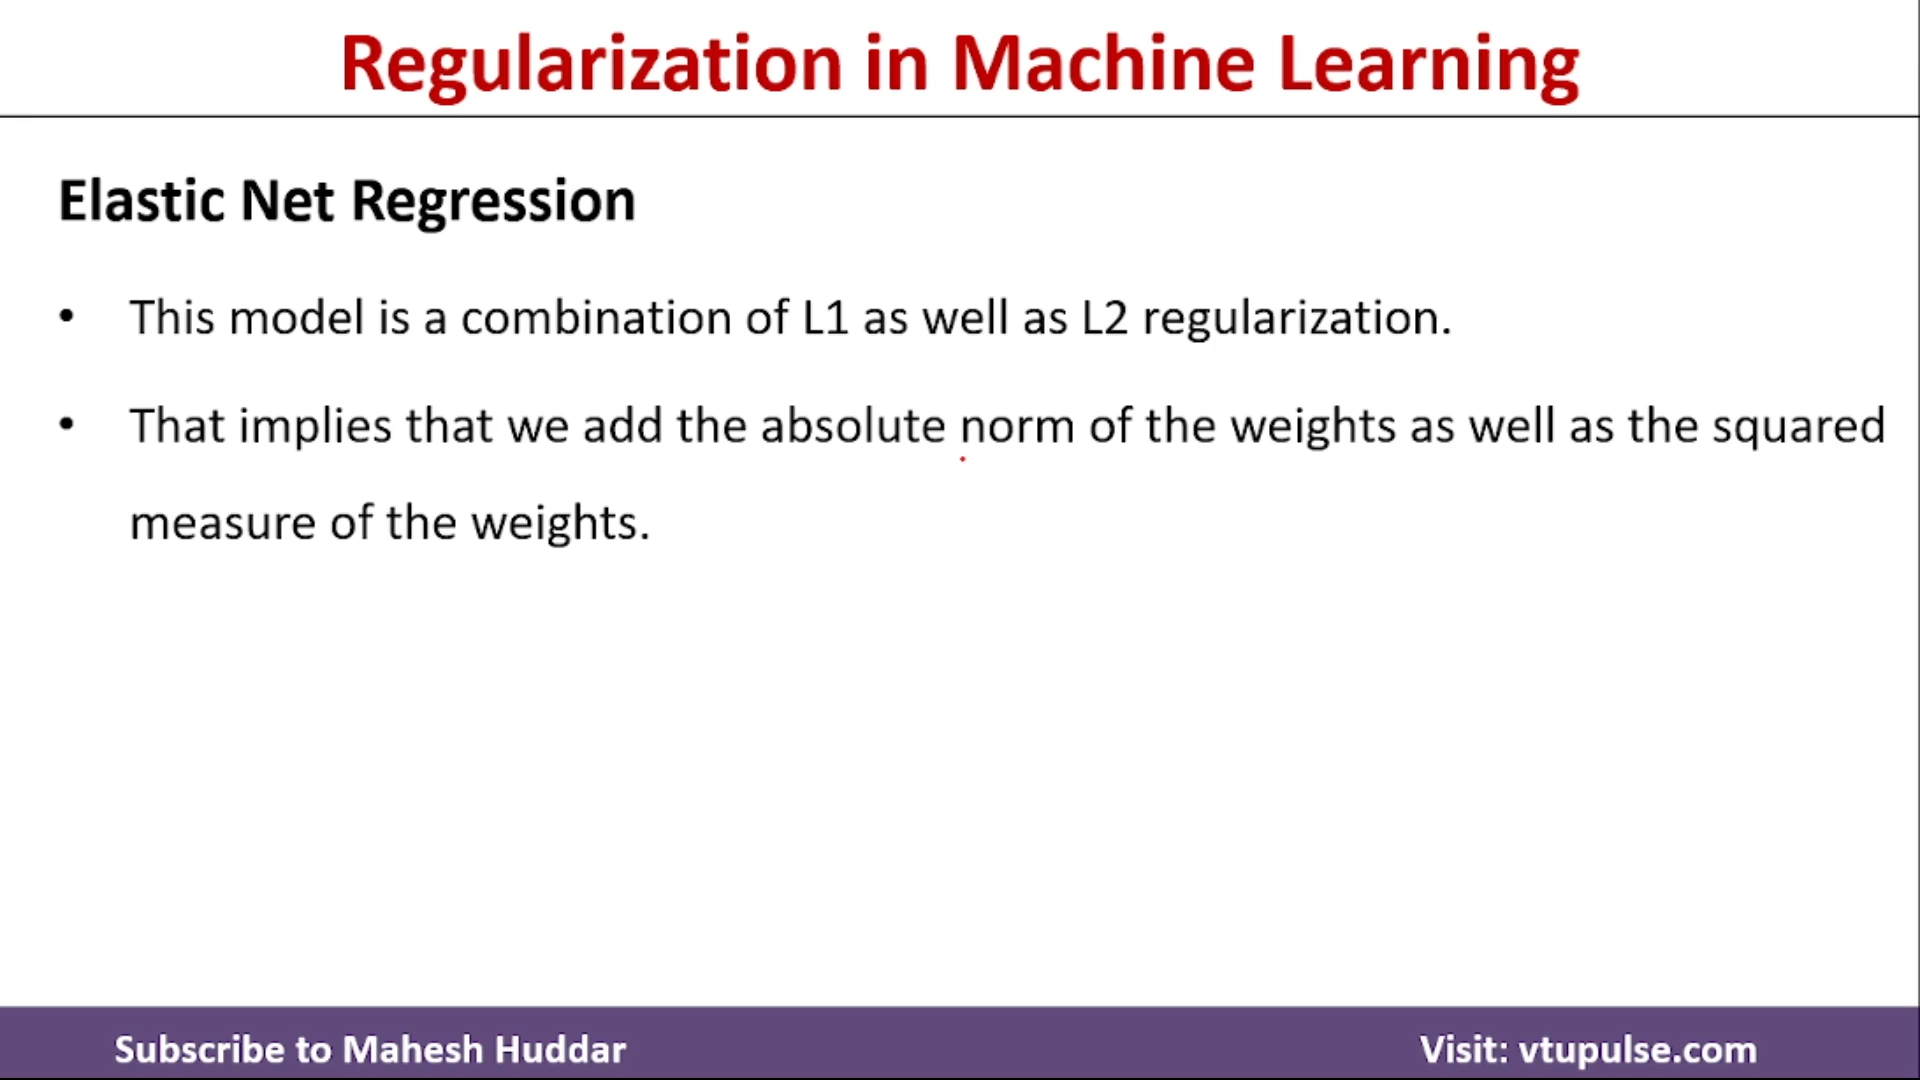 Regularization in Machine Learning
Elastic Net Regression
• This model is a combination of L1 as well as L2 regularization.
• That implies that we add the absolute norm of the weights as well as the squared
measure of the weights.
Subscribe to Mahesh Huddar
Visit: vtupulse.com